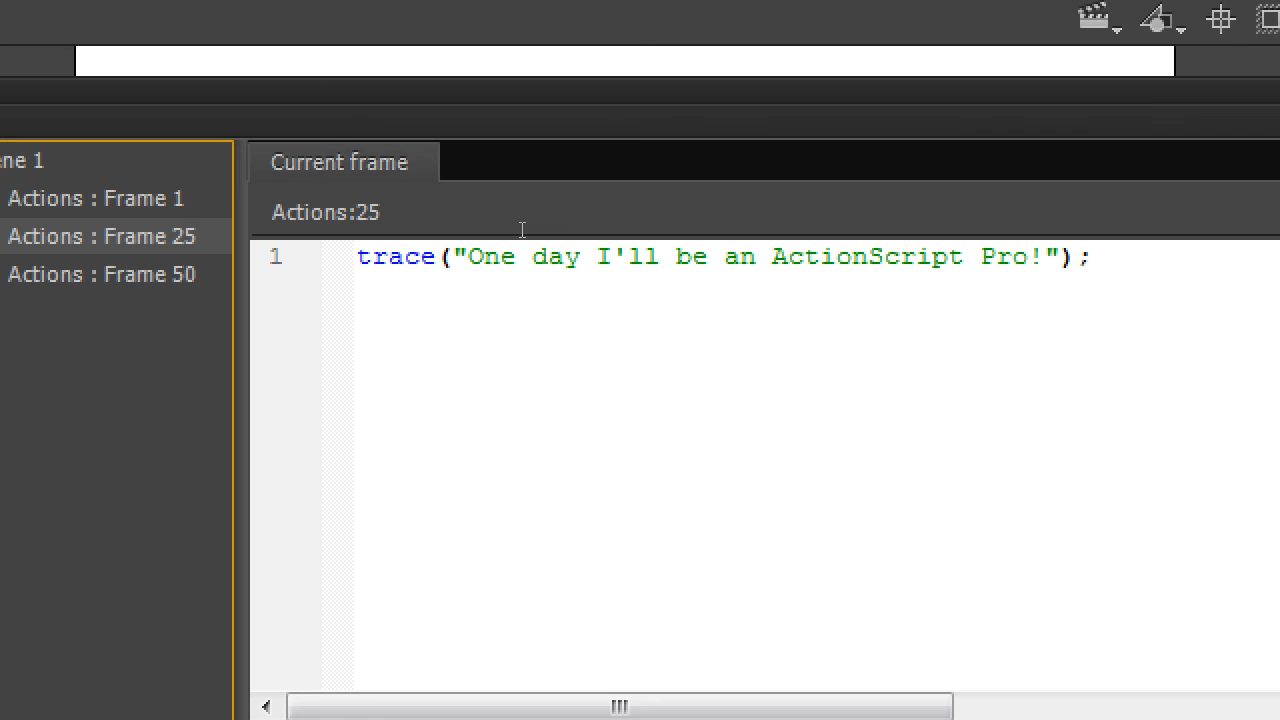 ene 1
Actions : Frame 1
Actions : Frame 25
Actions : Frame 50
Current frame
Actions:25
1 trace("One day I'll be an ActionScript Pro!");